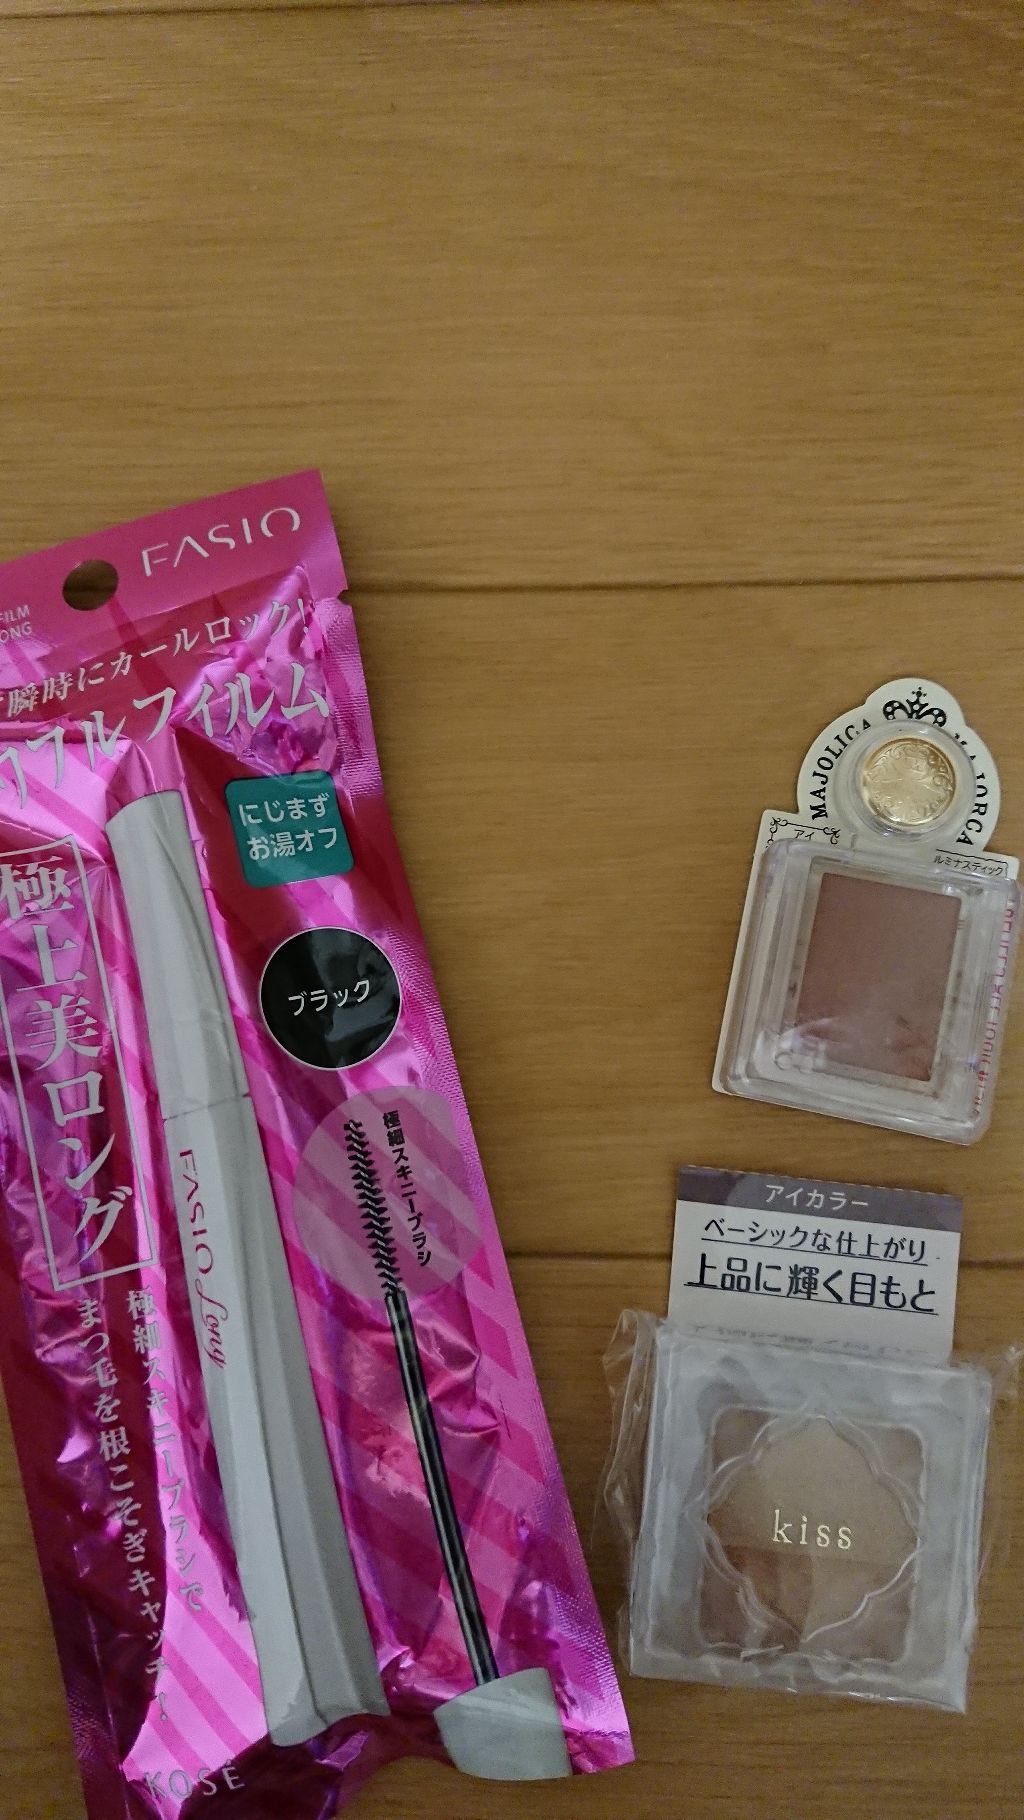 FASIO
FILM
瞬時にカールロック!
フルフィルム
にじまず
お湯オフ
極上美ロング
ブラック
極細スキニーブラシ
FASIO Long
極細スキニーブラシで
まつ毛を根こそぎキャッチ!
KOSÉ
MAJOLICA MAJORCA
アイ
ルミナスティック
アイカラー
ベーシックな仕上がり
上品に輝く目もと
kiss